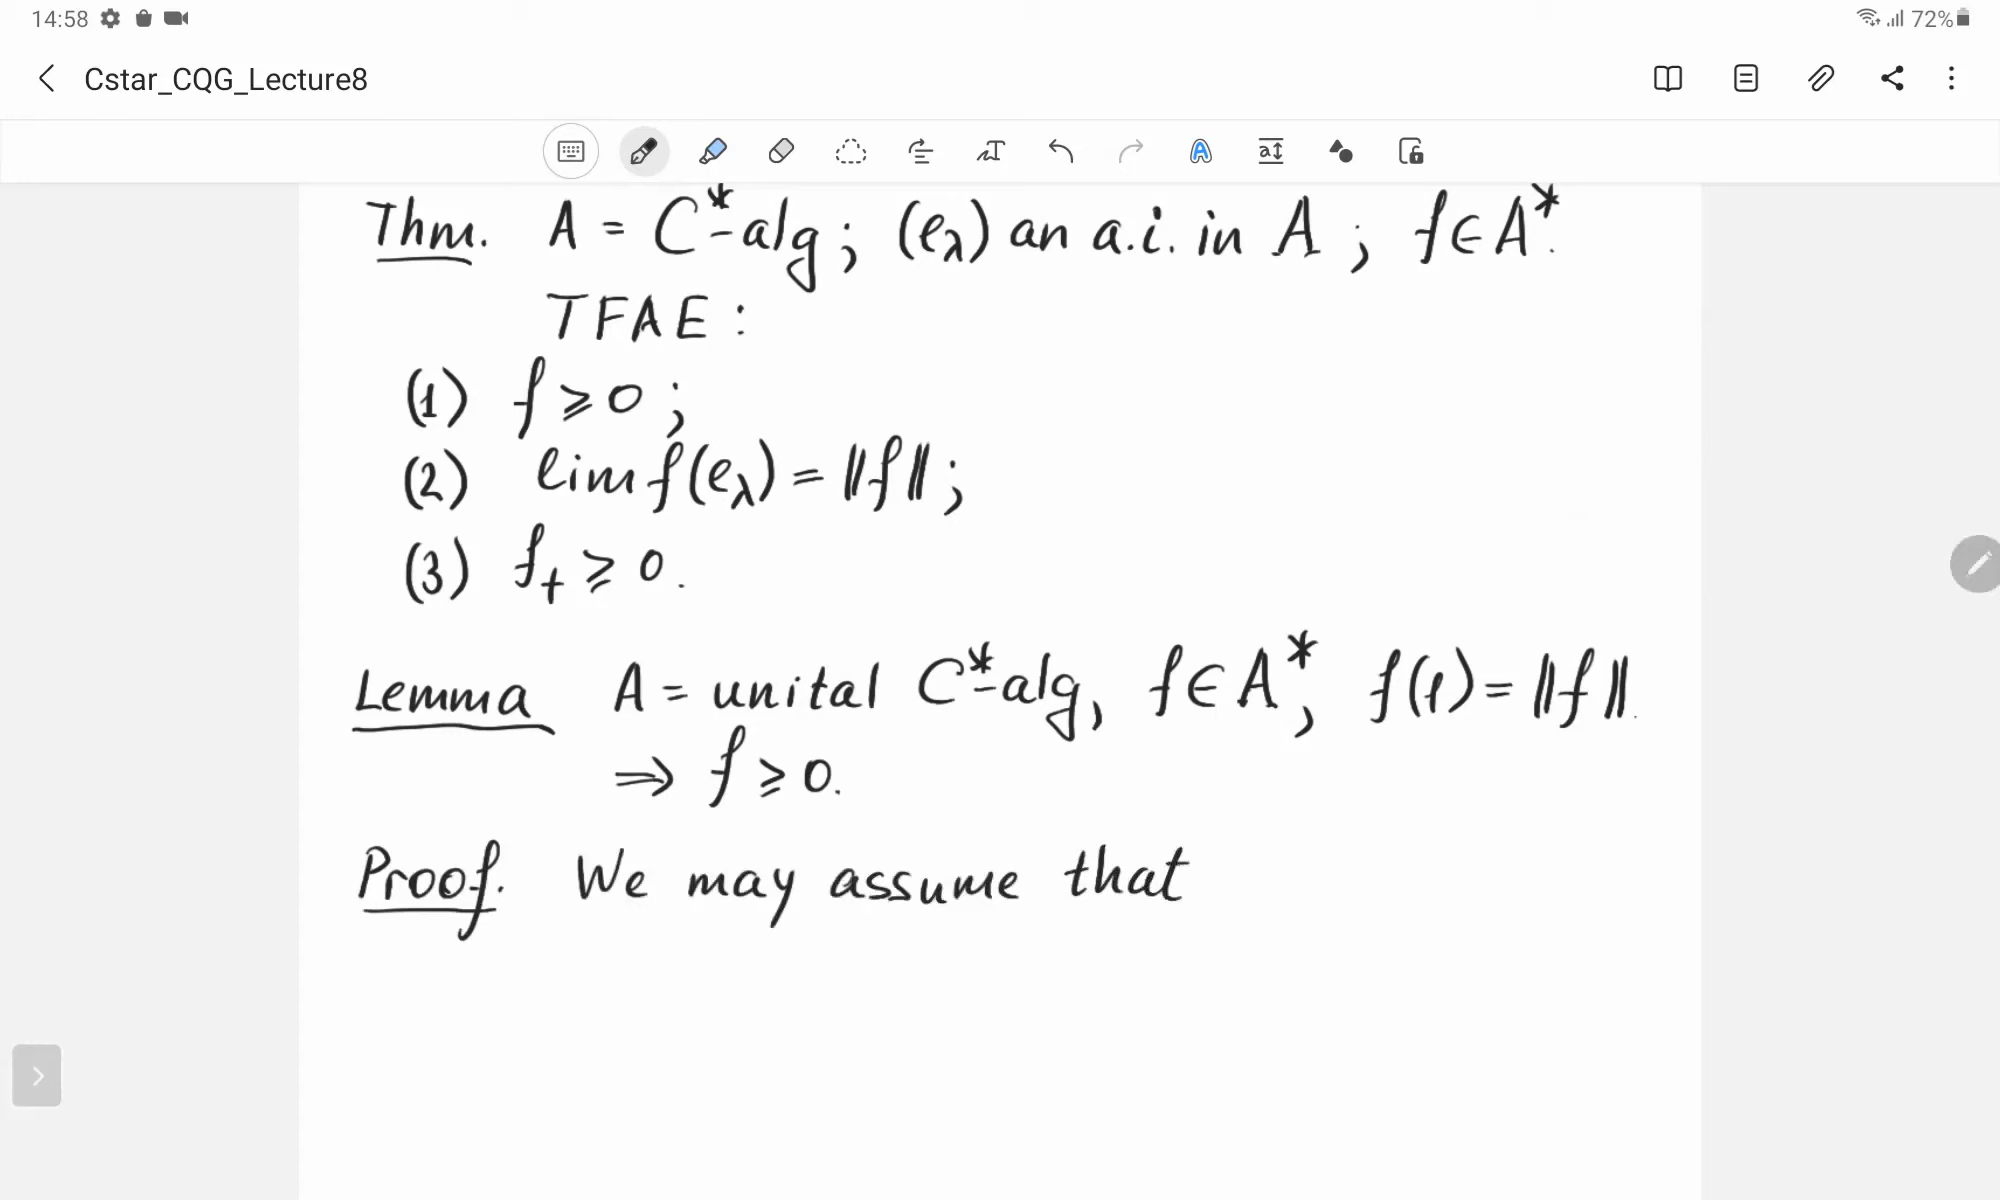 14:58 72%
Cstar_CQG_Lecture8
Thm. A = C*-alg; (e_λ) an a.i. in A; f∈A*.
TFAE:
(1) f ⩾ 0;
(2) lim f(e_λ) = ‖f‖;
(3) f_+ ⩾ 0.
Lemma A = unital C*-alg, f∈A*, f(1) = ‖f‖.
⇒ f ⩾ 0.
Proof. We may assume that